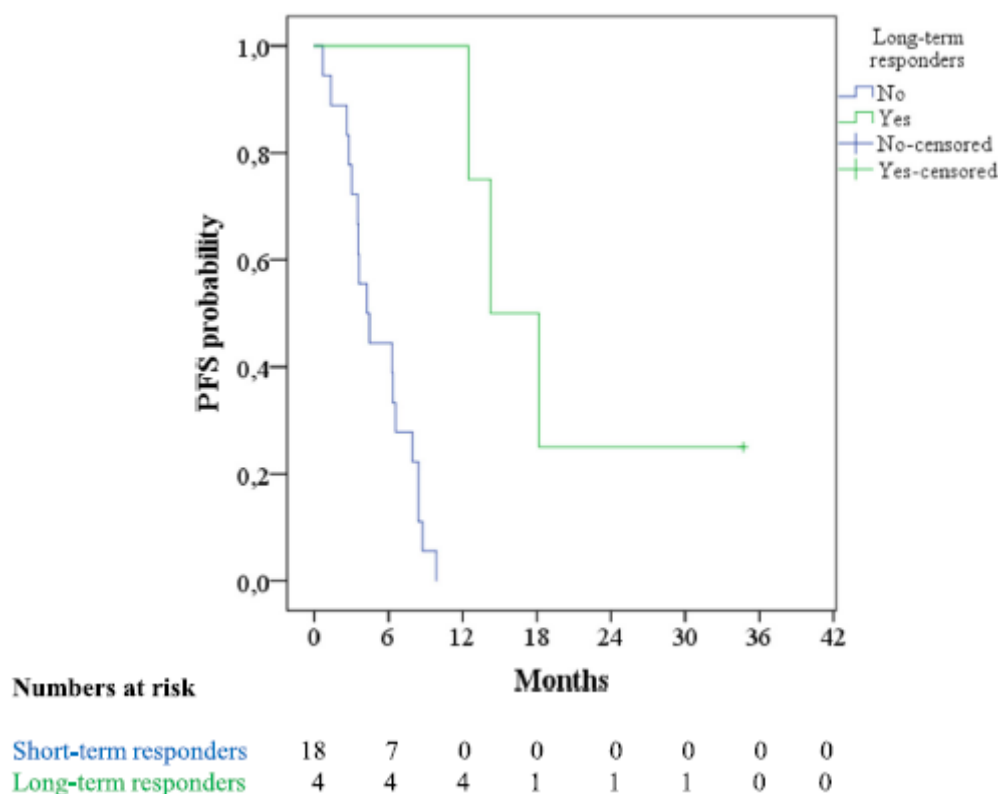 Long-term
responders
No
Yes
No-censored
Yes-censored
PFS probability
1,0
0,8
0,6
0,4
0,2
0,0
0 6 12 18 24 30 36 42
Months
Numbers at risk
Short-term responders 18 7 0 0 0 0 0 0
Long-term responders 4 4 4 1 1 1 0 0